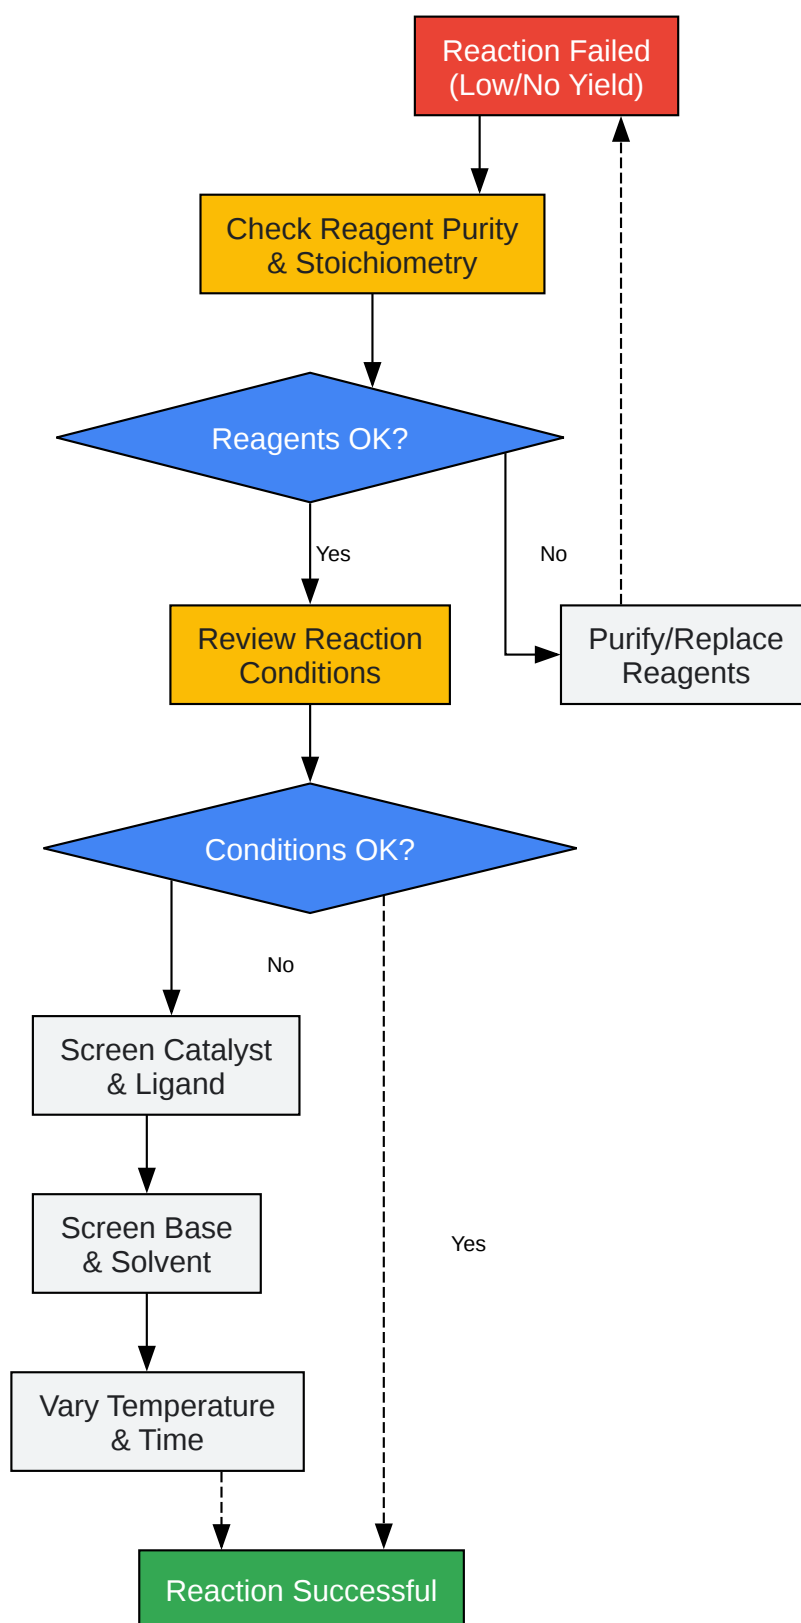 Reaction Failed
(Low/No Yield)
Check Reagent Purity
& Stoichiometry
Reagents OK?
Yes
No
Review Reaction
Conditions
Purify/Replace
Reagents
Conditions OK?
No
Screen Catalyst
& Ligand
Screen Base
& Solvent
Yes
Vary Temperature
& Time
Reaction Successful